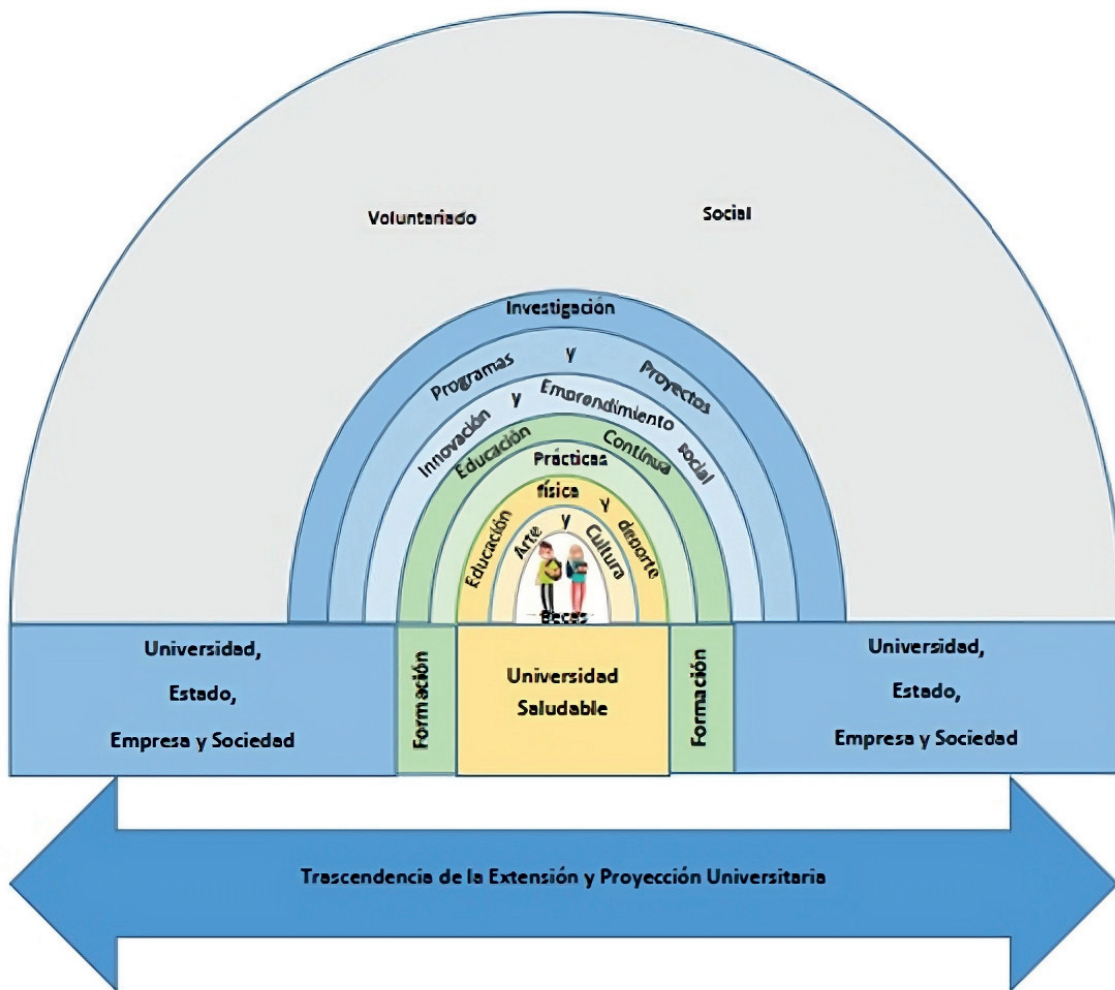 Voluntariado Social
Investigación
Programas y Proyectos
Innovación y Emprendimiento social
Educación Contínua
Prácticas
Educación física y deporte
Arte y Cultura
Becas
Universidad,
Estado,
Empresa y Sociedad
Formación
Universidad
Saludable
Formación
Universidad,
Estado,
Empresa y Sociedad
Trascendencia de la Extensión y Proyección Universitaria